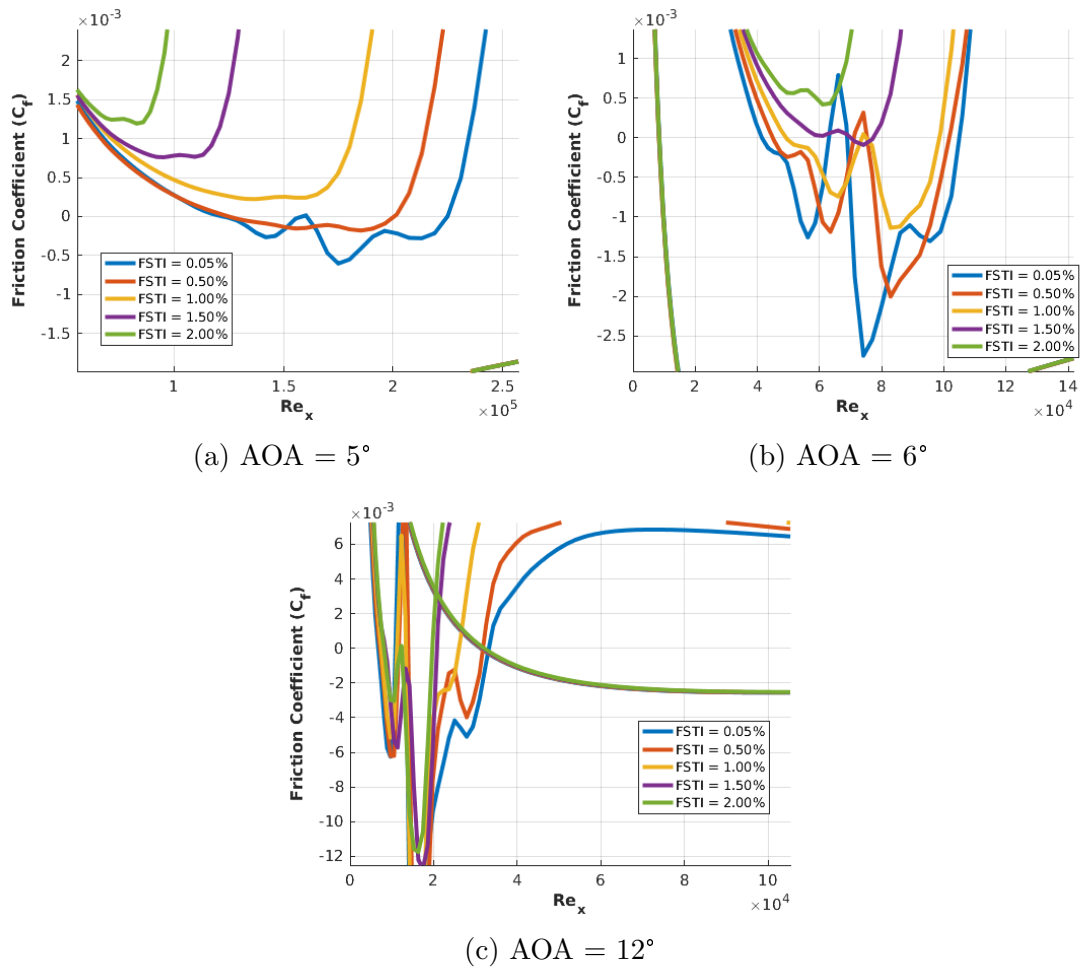 ×10⁻³
2
1.5
1
0.5
0
-0.5
-1
-1.5
Friction Coefficient (C_f)
FSTI = 0.05%
FSTI = 0.50%
FSTI = 1.00%
FSTI = 1.50%
FSTI = 2.00%
1 1.5 2 2.5
Re_x
×10⁵
(a) AOA = 5°
×10⁻³
1
0.5
0
-0.5
-1
-1.5
-2
-2.5
Friction Coefficient (C_f)
FSTI = 0.05%
FSTI = 0.50%
FSTI = 1.00%
FSTI = 1.50%
FSTI = 2.00%
0 2 4 6 8 10 12 14
Re_x
×10⁴
(b) AOA = 6°
×10⁻³
6
4
2
0
-2
-4
-6
-8
-10
-12
Friction Coefficient (C_f)
FSTI = 0.05%
FSTI = 0.50%
FSTI = 1.00%
FSTI = 1.50%
FSTI = 2.00%
0 2 4 6 8 10
Re_x
×10⁴
(c) AOA = 12°